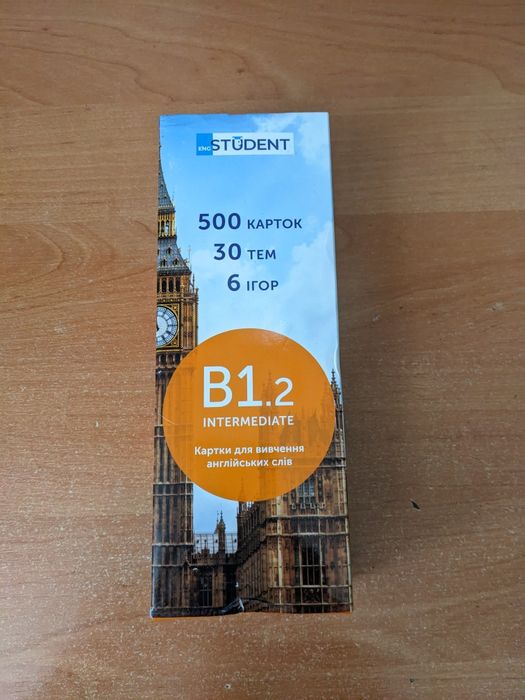 ENG STUDENT
500 КАРТОК
30 ТЕМ
6 ІГОР
B1.2
INTERMEDIATE
Картки для вивчення
англійських слів